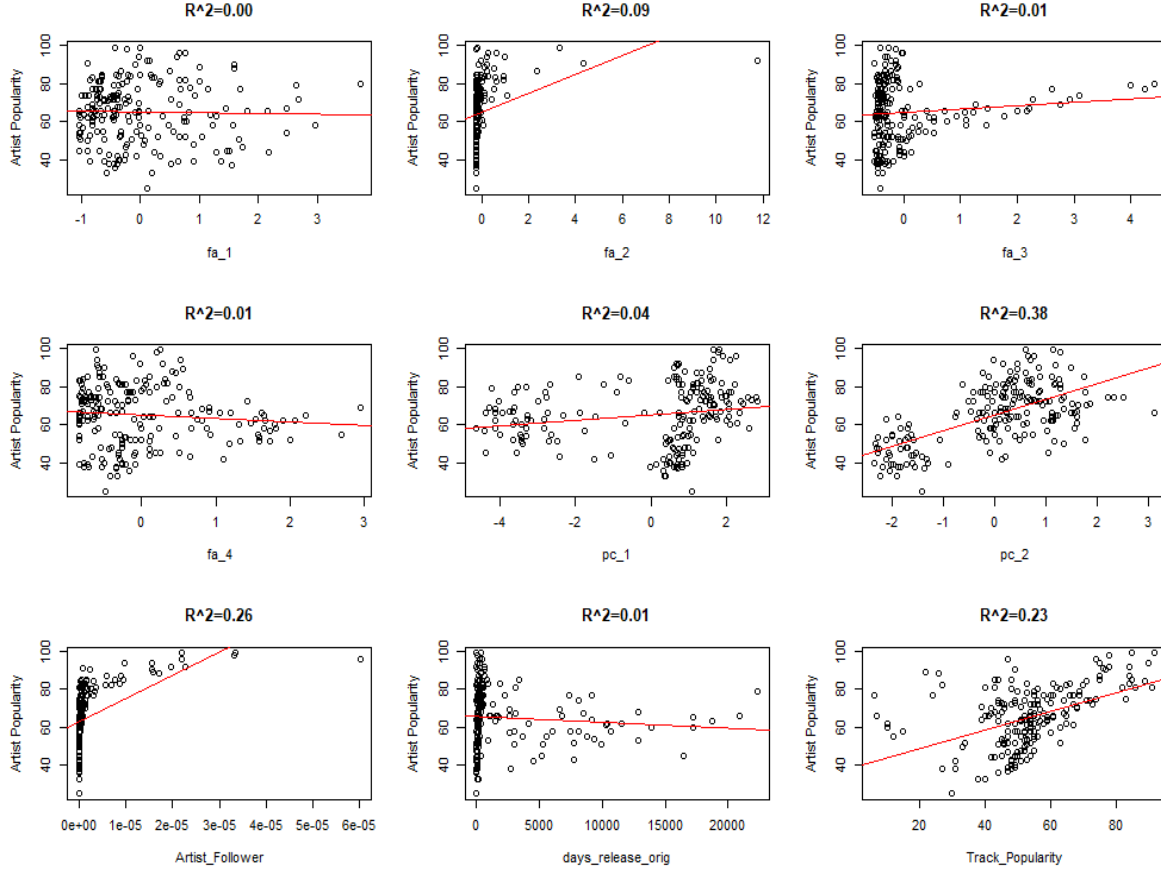 R^2=0.00
R^2=0.09
R^2=0.01
Artist Popularity
40 60 80 100
-1 0 1 2 3
fa_1
Artist Popularity
40 60 80 100
0 2 4 6 8 10 12
fa_2
Artist Popularity
40 60 80 100
0 1 2 3 4
fa_3
R^2=0.01
R^2=0.04
R^2=0.38
Artist Popularity
40 60 80 100
0 1 2 3
fa_4
Artist Popularity
40 60 80 100
-4 -2 0 2
pc_1
Artist Popularity
40 60 80 100
-2 -1 0 1 2 3
pc_2
R^2=0.26
R^2=0.01
R^2=0.23
Artist Popularity
40 60 80 100
0e+00 1e-05 2e-05 3e-05 4e-05 5e-05 6e-05
Artist_Follower
Artist Popularity
40 60 80 100
0 5000 10000 15000 20000
days_release_orig
Artist Popularity
40 60 80 100
20 40 60 80
Track_Popularity